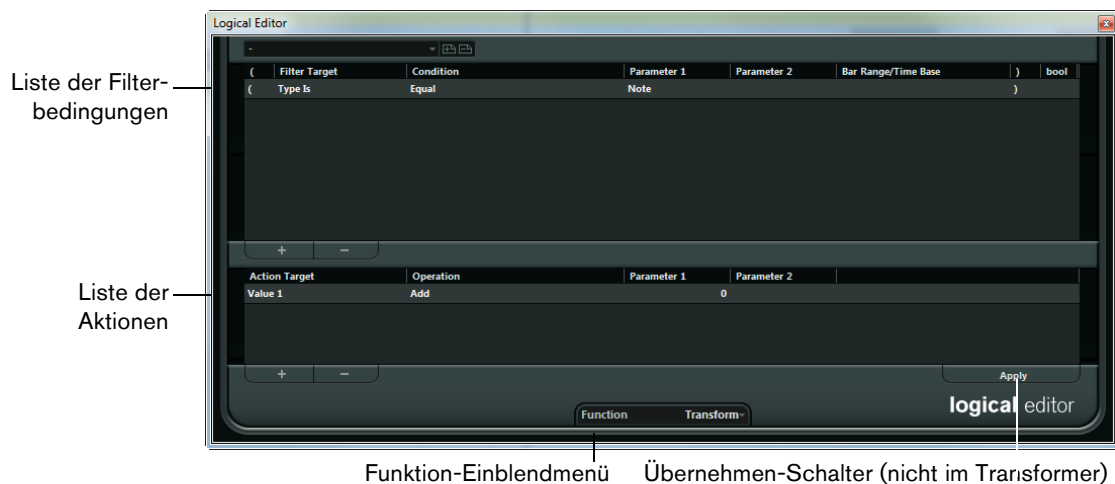 Logical Editor
-
( Filter Target Condition Parameter 1 Parameter 2 Bar Range/Time Base ) bool
( Type Is Equal Note )
Liste der Filter-
bedingungen
+ −
Action Target Operation Parameter 1 Parameter 2
Value 1 Add 0
Liste der
Aktionen
+ −
Apply
logical editor
Function Transform
Funktion-Einblendmenü Übernehmen-Schalter (nicht im Transformer)